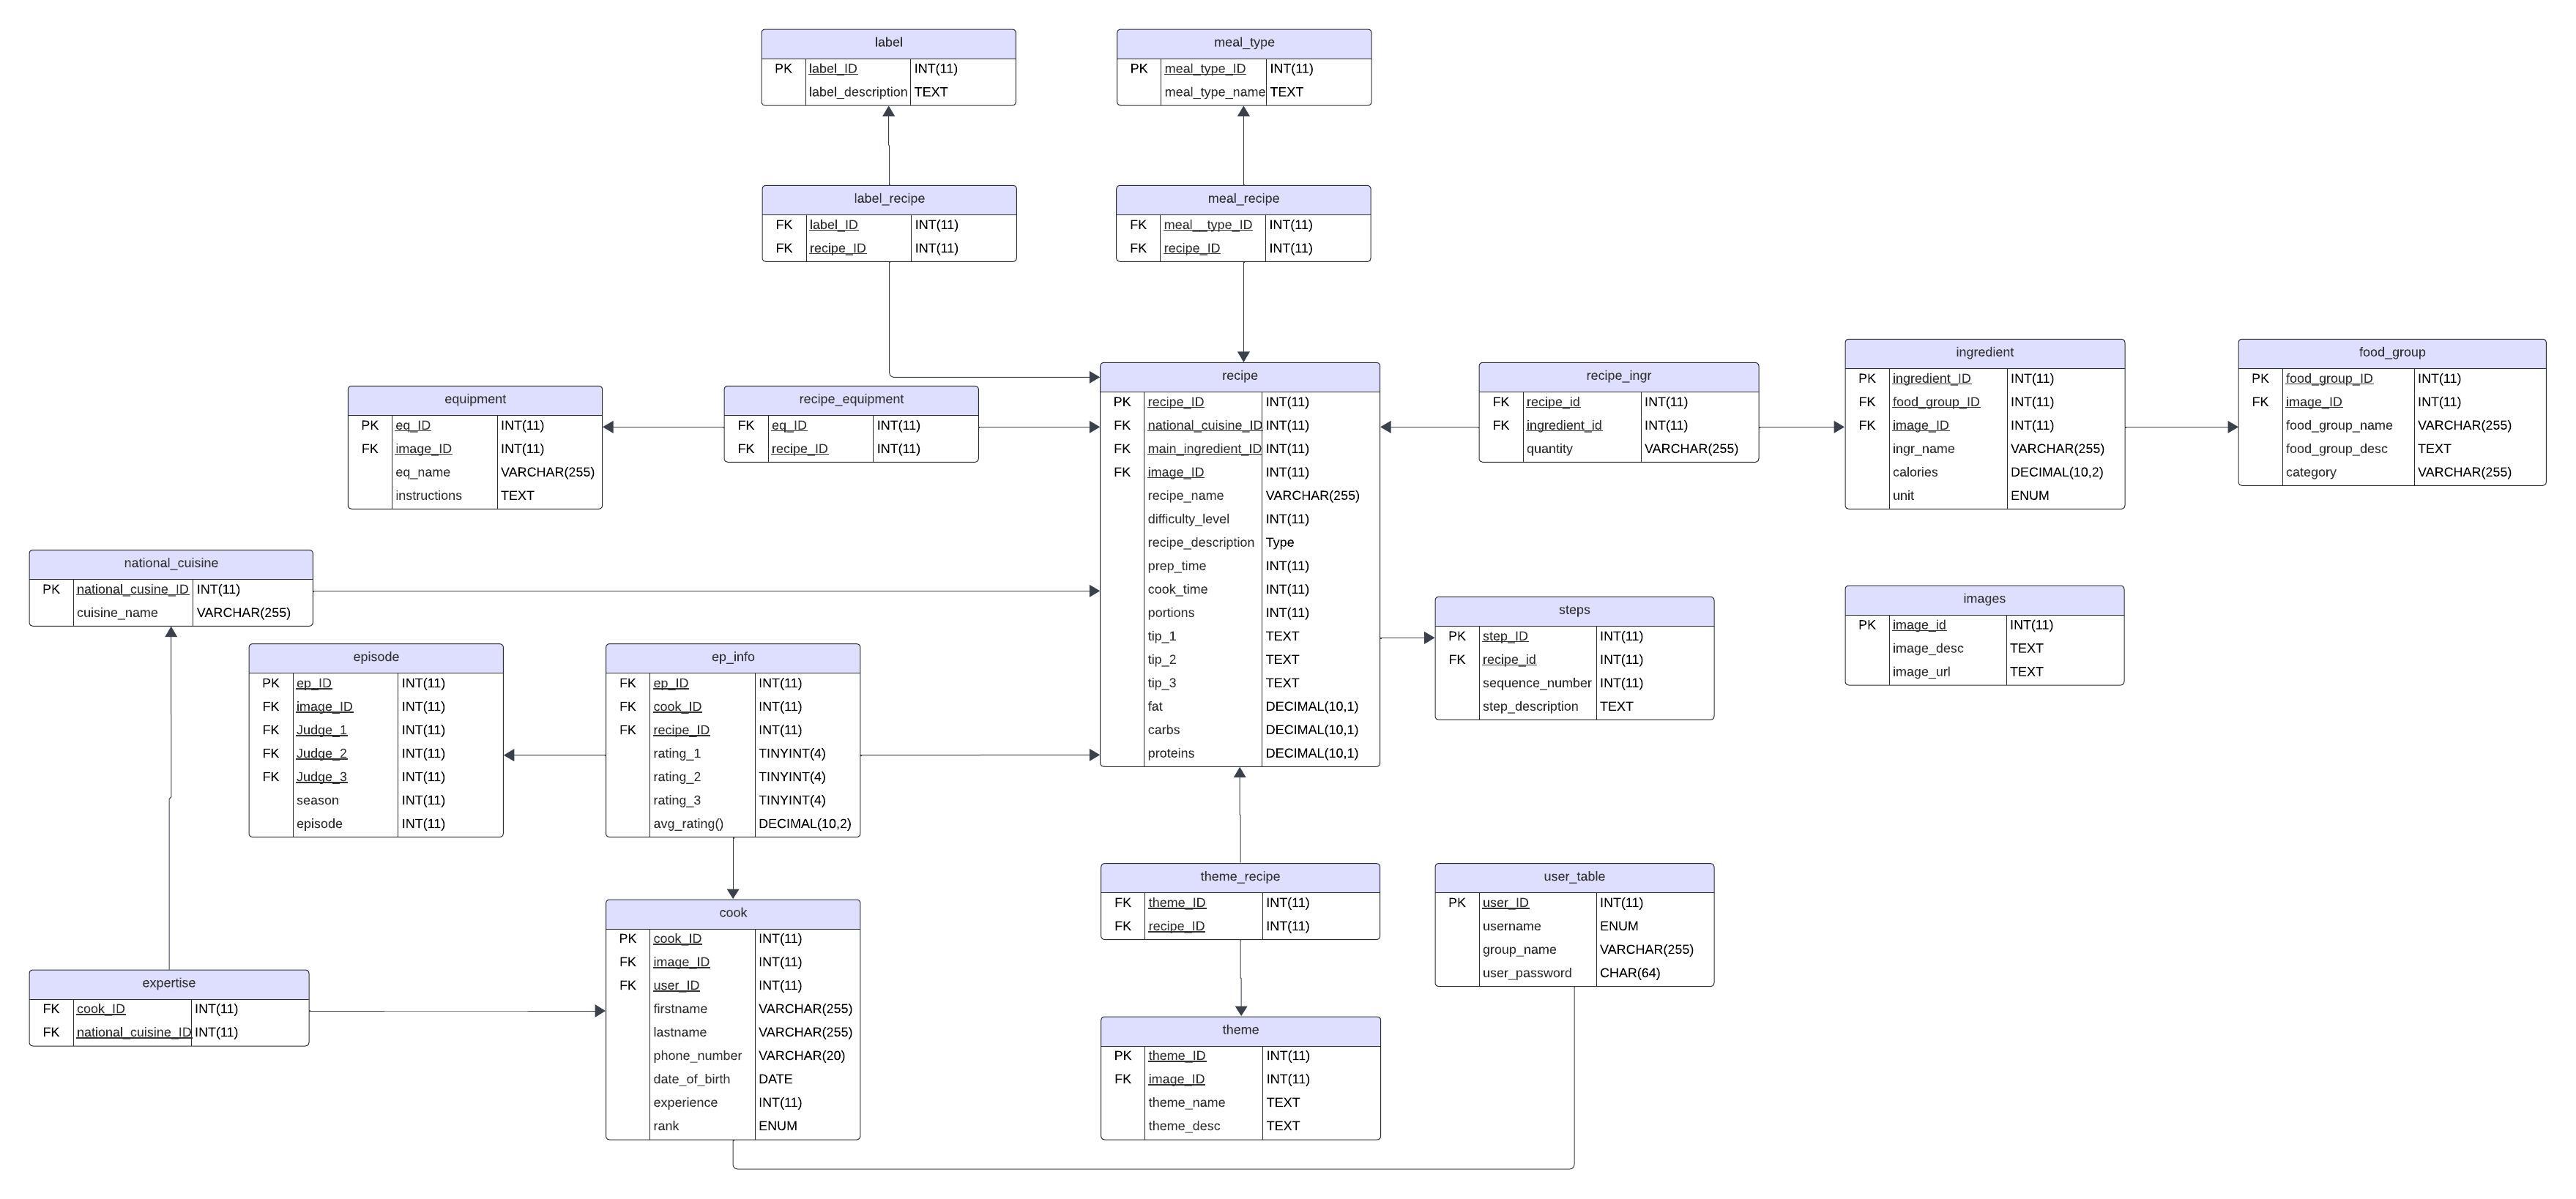 label
PK label_ID INT(11)
label_description TEXT
meal_type
PK meal_type_ID INT(11)
meal_type_name TEXT
label_recipe
FK label_ID INT(11)
FK recipe_ID INT(11)
meal_recipe
FK meal__type_ID INT(11)
FK recipe_ID INT(11)
equipment
PK eq_ID INT(11)
FK image_ID INT(11)
eq_name VARCHAR(255)
instructions TEXT
recipe_equipment
FK eq_ID INT(11)
FK recipe_ID INT(11)
recipe
PK recipe_ID INT(11)
FK national_cuisine_ID INT(11)
FK main_ingredient_ID INT(11)
FK image_ID INT(11)
recipe_name VARCHAR(255)
difficulty_level INT(11)
recipe_description Type
prep_time INT(11)
cook_time INT(11)
portions INT(11)
tip_1 TEXT
tip_2 TEXT
tip_3 TEXT
fat DECIMAL(10,1)
carbs DECIMAL(10,1)
proteins DECIMAL(10,1)
recipe_ingr
FK recipe_id INT(11)
FK ingredient_id INT(11)
quantity VARCHAR(255)
ingredient
PK ingredient_ID INT(11)
FK food_group_ID INT(11)
FK image_ID INT(11)
ingr_name VARCHAR(255)
calories DECIMAL(10,2)
unit ENUM
food_group
PK food_group_ID INT(11)
FK image_ID INT(11)
food_group_name VARCHAR(255)
food_group_desc TEXT
category VARCHAR(255)
national_cuisine
PK national_cusine_ID INT(11)
cuisine_name VARCHAR(255)
episode
PK ep_ID INT(11)
FK image_ID INT(11)
FK Judge_1 INT(11)
FK Judge_2 INT(11)
FK Judge_3 INT(11)
season INT(11)
episode INT(11)
ep_info
FK ep_ID INT(11)
FK cook_ID INT(11)
FK recipe_ID INT(11)
rating_1 TINYINT(4)
rating_2 TINYINT(4)
rating_3 TINYINT(4)
avg_rating() DECIMAL(10,2)
steps
PK step_ID INT(11)
FK recipe_id INT(11)
sequence_number INT(11)
step_description TEXT
images
PK image_id INT(11)
image_desc TEXT
image_url TEXT
expertise
FK cook_ID INT(11)
FK national_cuisine_ID INT(11)
cook
PK cook_ID INT(11)
FK image_ID INT(11)
FK user_ID INT(11)
firstname VARCHAR(255)
lastname VARCHAR(255)
phone_number VARCHAR(20)
date_of_birth DATE
experience INT(11)
rank ENUM
theme_recipe
FK theme_ID INT(11)
FK recipe_ID INT(11)
user_table
PK user_ID INT(11)
username ENUM
group_name VARCHAR(255)
user_password CHAR(64)
theme
PK theme_ID INT(11)
FK image_ID INT(11)
theme_name TEXT
theme_desc TEXT